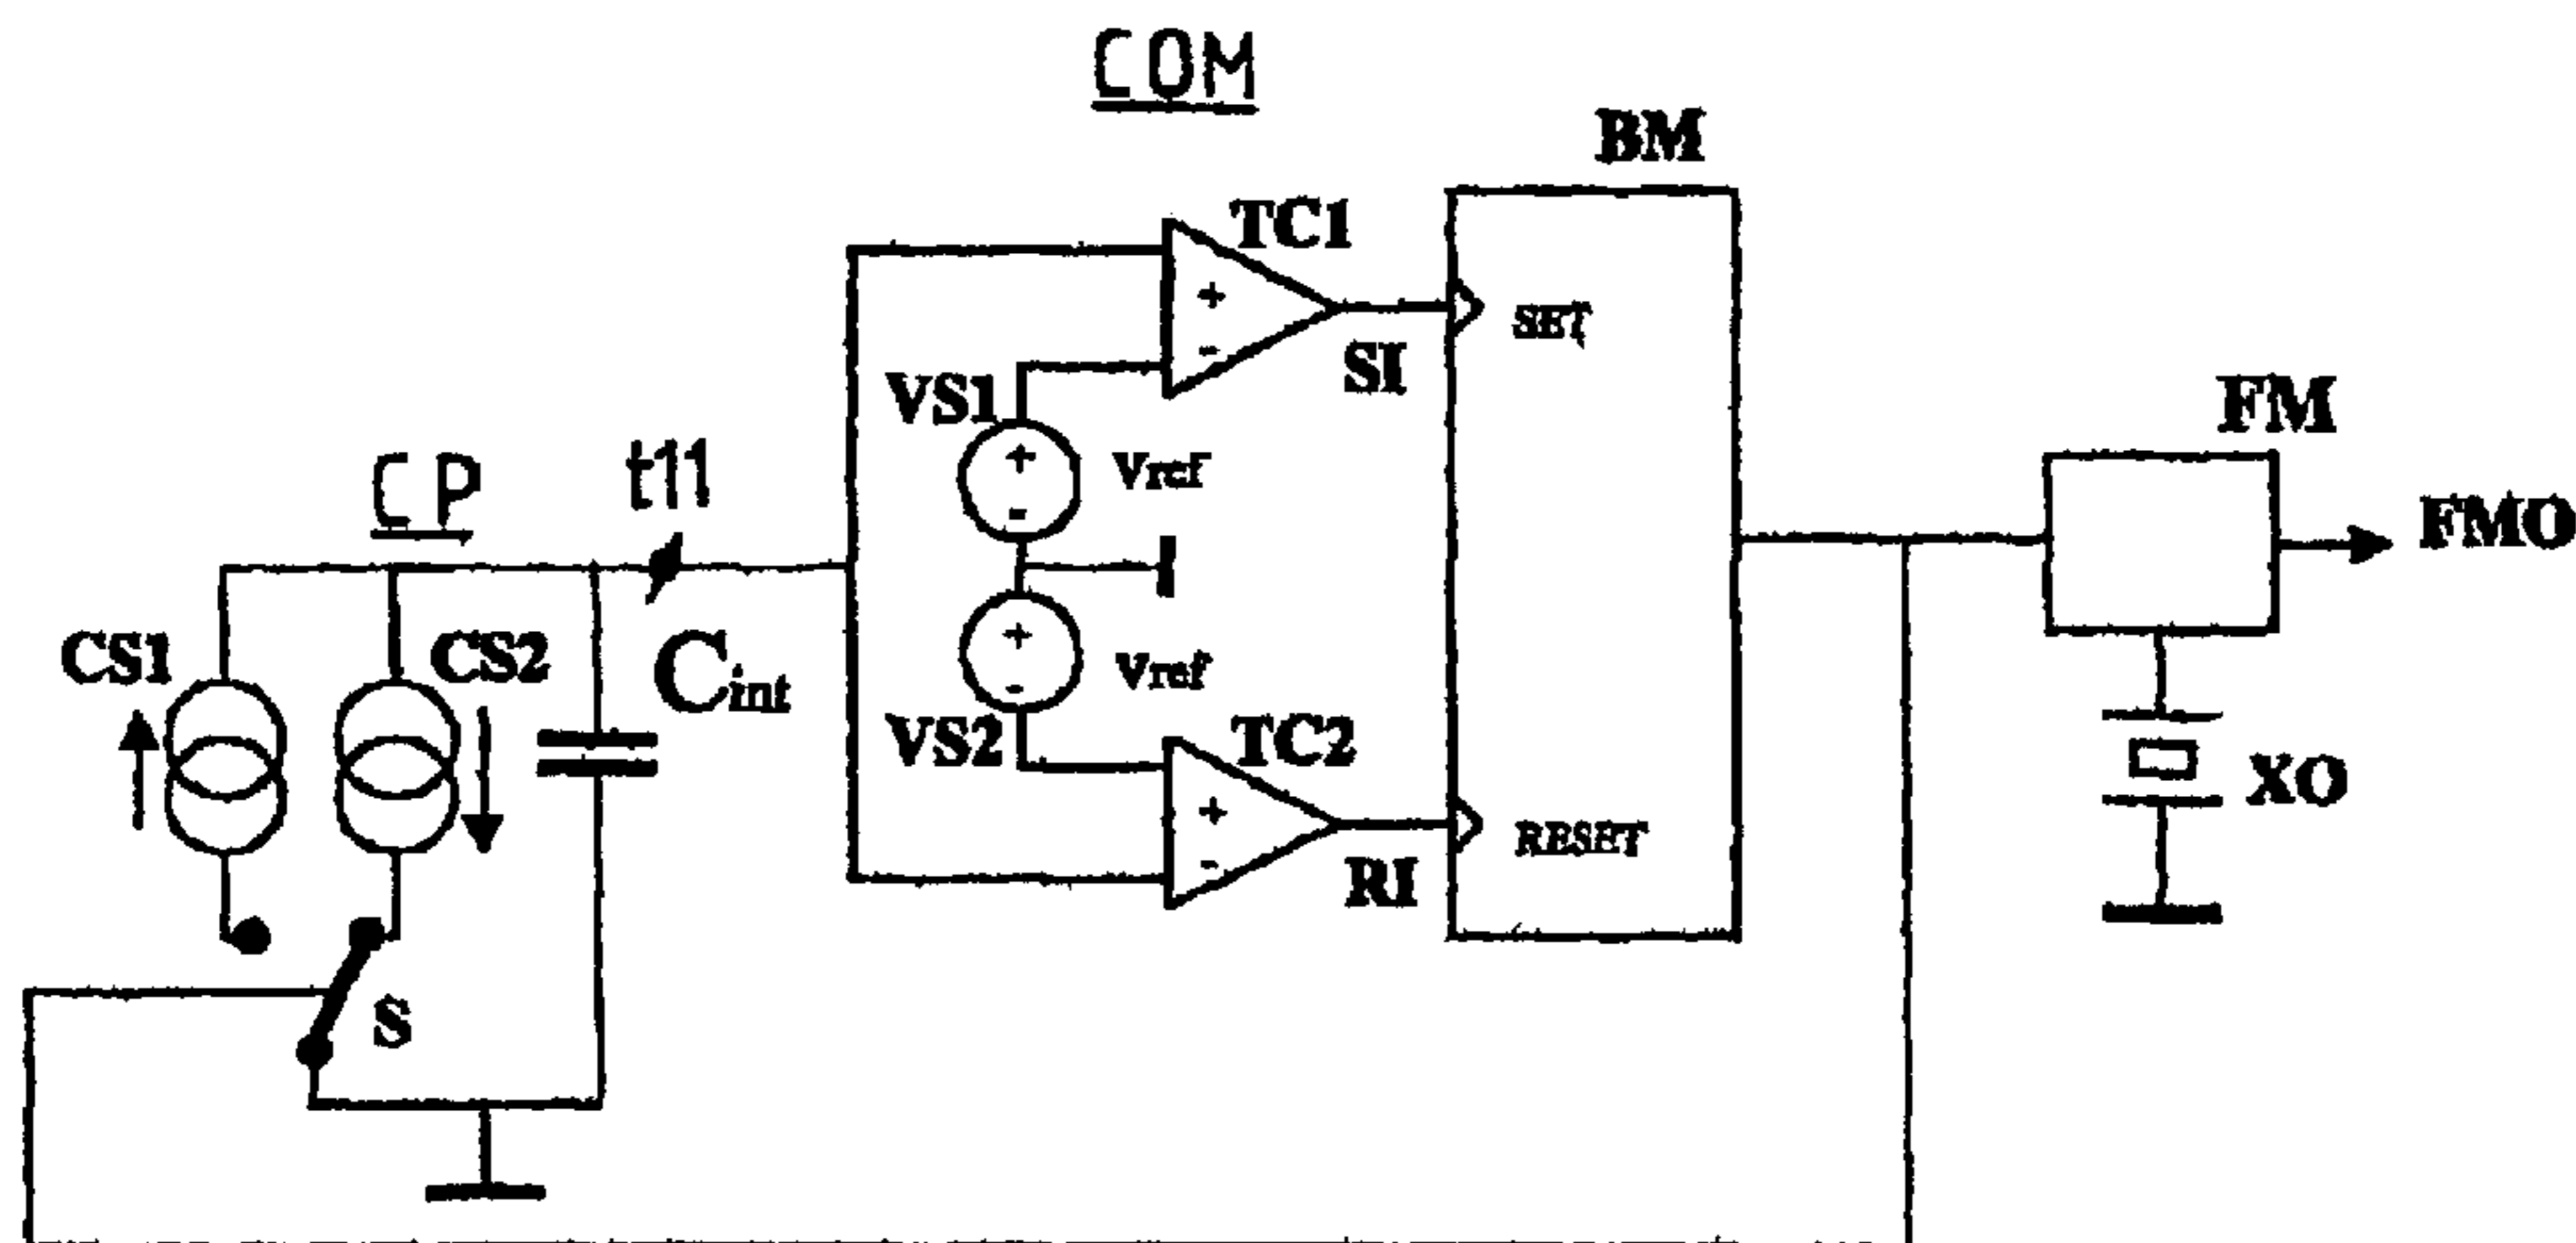 COM
BM
TC1
+
-
SI
SET
VS1
+
-
Vref
FM
FMO
CP
t11
CS1
CS2
Cint
+
-
Vref
VS2
TC2
+
-
RI
RESET
XO
S